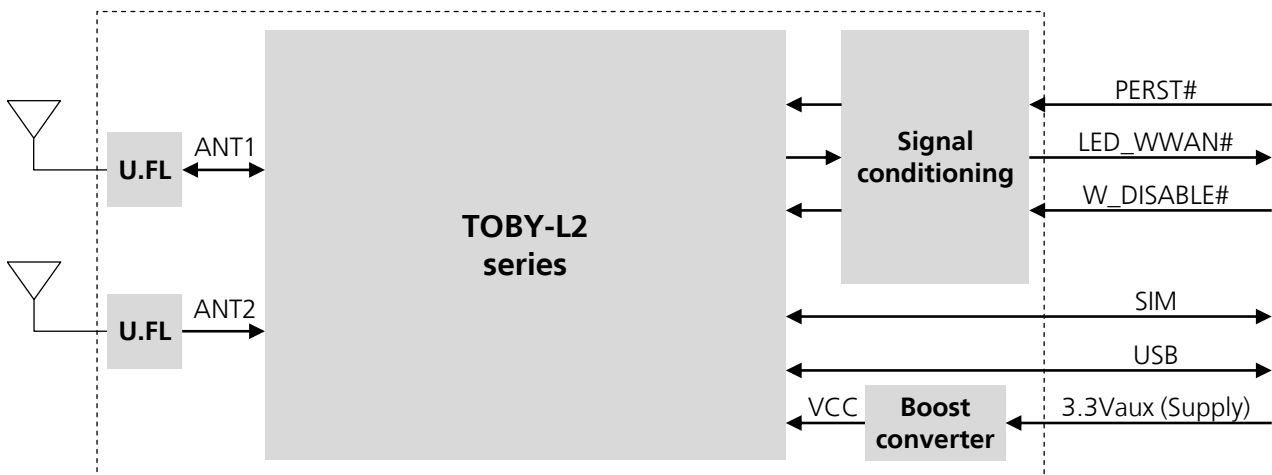 PERST#
U.FL
ANT1
Signal
conditioning
LED_WWAN#
W_DISABLE#
TOBY-L2
series
U.FL
ANT2
SIM
USB
VCC
Boost
converter
3.3Vaux (Supply)